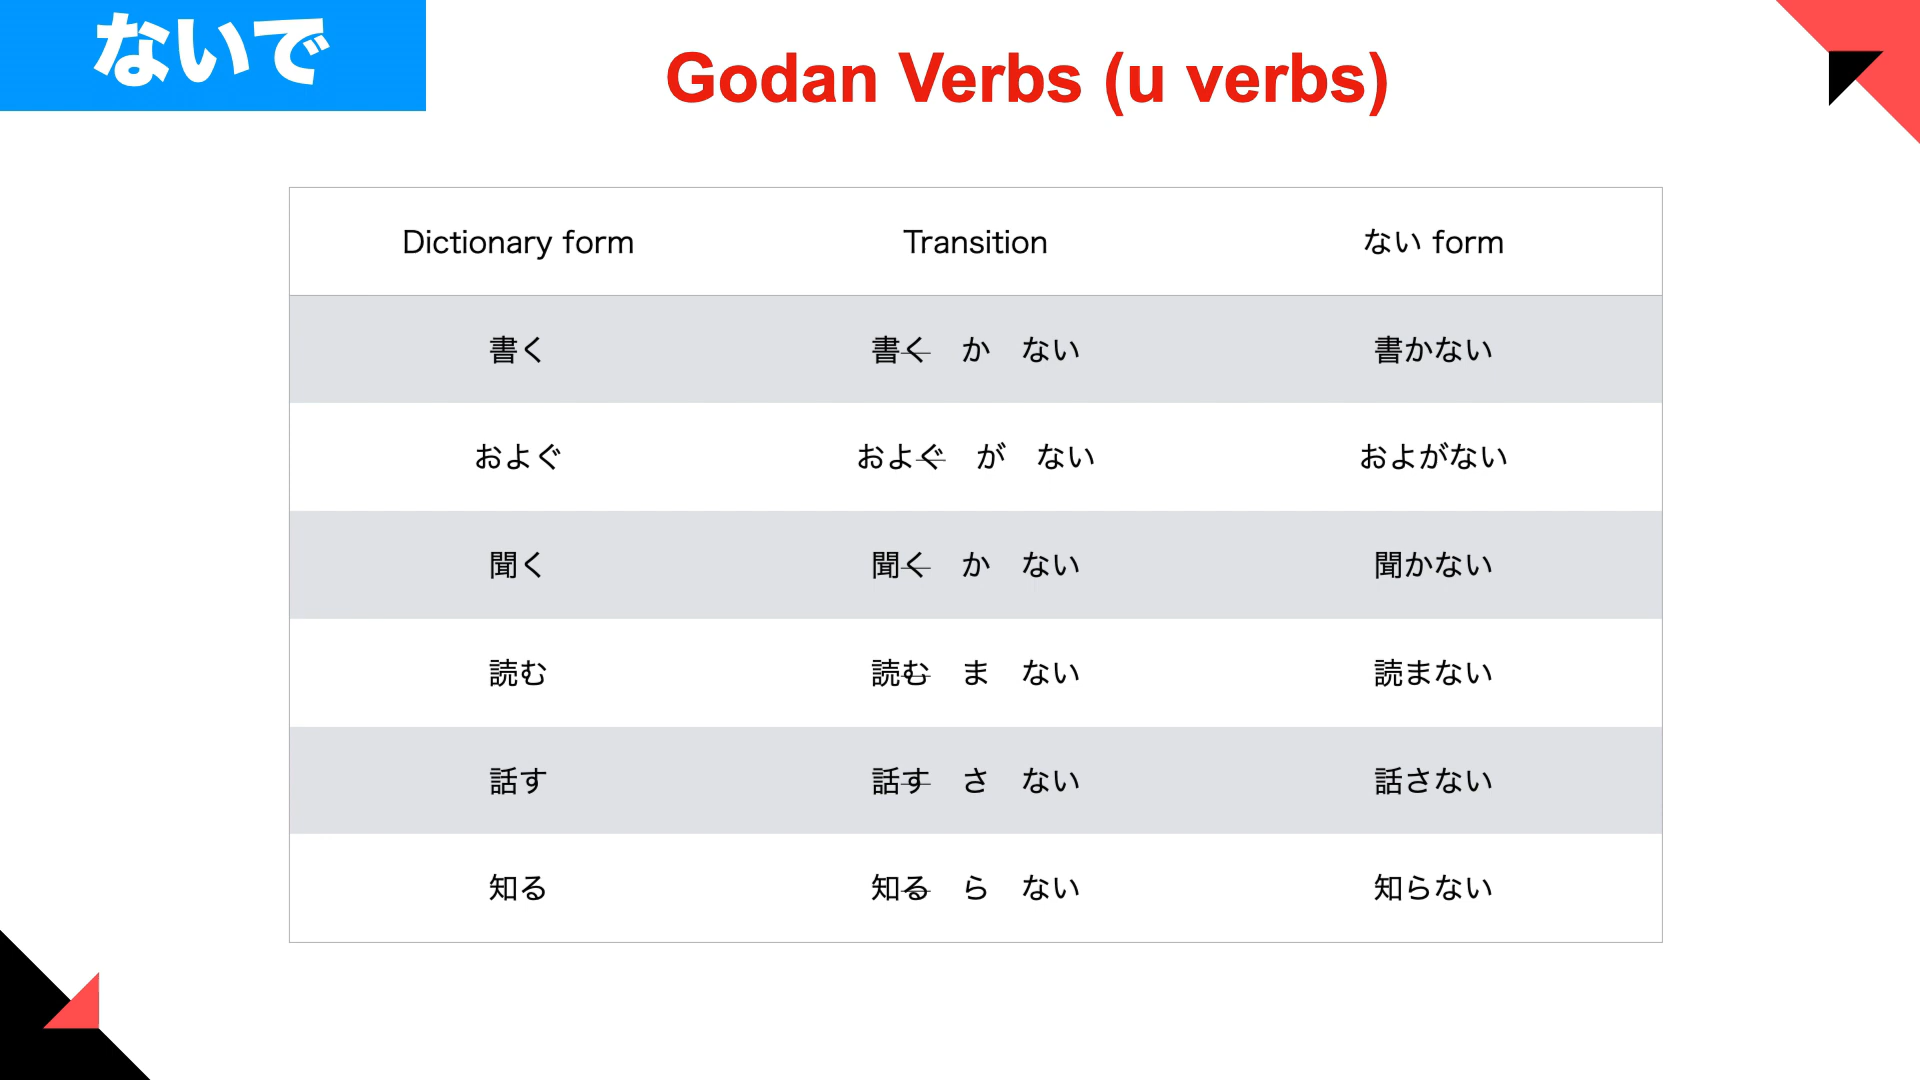 ないで
Godan Verbs (u verbs)
Dictionary form Transition ない form
書く 書く か ない 書かない
およぐ およぐ が ない およがない
聞く 聞く か ない 聞かない
読む 読む ま ない 読まない
話す 話す さ ない 話さない
知る 知る ら ない 知らない